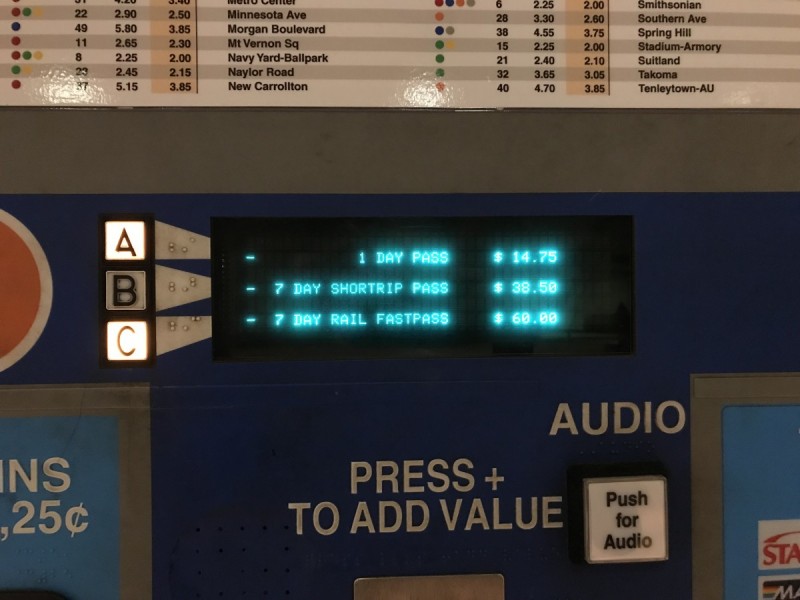 Metro Center 6 2.25 2.00 Smithsonian
22 2.90 2.50 Minnesota Ave 28 3.30 2.60 Southern Ave
49 5.80 3.85 Morgan Boulevard 38 4.55 3.75 Spring Hill
11 2.65 2.30 Mt Vernon Sq 15 2.25 2.00 Stadium-Armory
8 2.25 2.00 Navy Yard-Ballpark 21 2.40 2.10 Suitland
23 2.45 2.15 Naylor Road 32 3.65 3.05 Takoma
37 5.15 3.85 New Carrollton 40 4.70 3.85 Tenleytown-AU
A - 1 DAY PASS $ 14.75
B - 7 DAY SHORTRIP PASS $ 38.50
C - 7 DAY RAIL FASTPASS $ 60.00
AUDIO
PRESS +
TO ADD VALUE
Push
for
Audio
INS
,25¢
STA